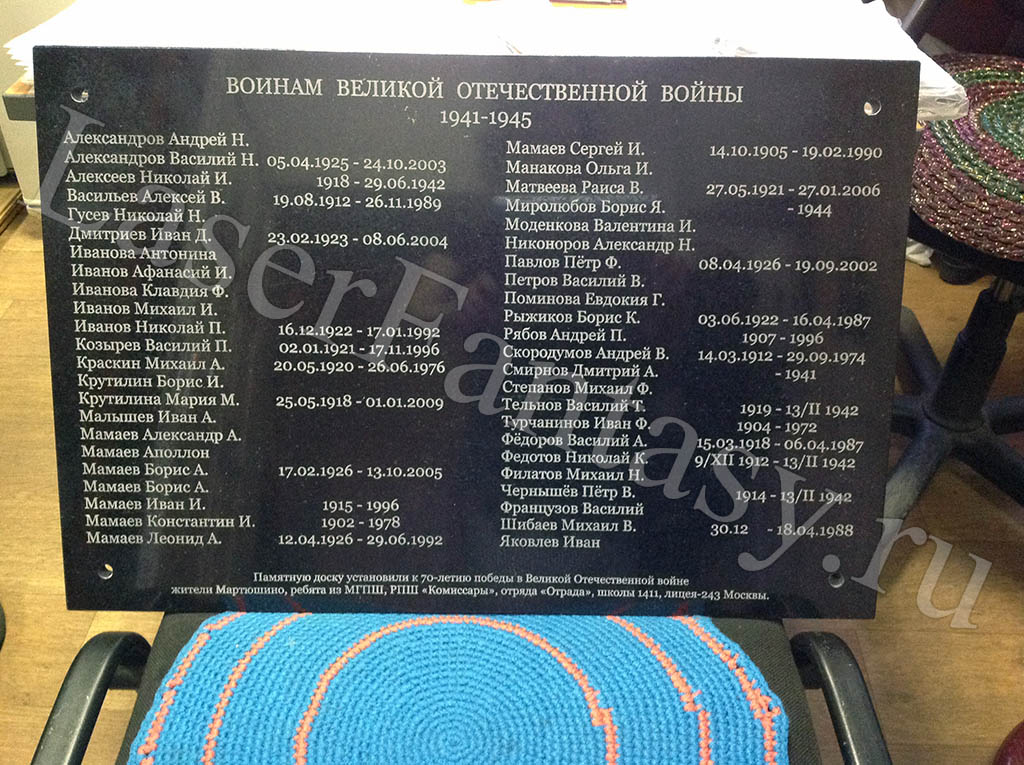 ВОИНАМ ВЕЛИКОЙ ОТЕЧЕСТВЕННОЙ ВОЙНЫ
1941-1945
Александров Андрей Н.
Александров Василий Н. 05.04.1925 - 24.10.2003
Алексеев Николай И. 1918 - 29.06.1942
Васильев Алексей В. 19.08.1912 - 26.11.1989
Гусев Николай Н.
Дмитриев Иван Д. 23.02.1923 - 08.06.2004
Иванова Антонина
Иванов Афанасий И.
Иванова Клавдия Ф.
Иванов Михаил И.
Иванов Николай П. 16.12.1922 - 17.01.1992
Козырев Василий П. 02.01.1921 - 17.11.1996
Краскин Михаил А. 20.05.1920 - 26.06.1976
Крутилин Борис И.
Крутилина Мария М. 25.05.1918 - 01.01.2009
Малышев Иван А.
Мамаев Александр А.
Мамаев Аполлон
Мамаев Борис А. 17.02.1926 - 13.10.2005
Мамаев Борис А.
Мамаев Иван И. 1915 - 1996
Мамаев Константин И. 1902 - 1978
Мамаев Леонид А. 12.04.1926 - 29.06.1992
Мамаев Сергей И. 14.10.1905 - 19.02.1990
Манакова Ольга И.
Матвеева Раиса В. 27.05.1921 - 27.01.2006
Миролюбов Борис Я. - 1944
Моденкова Валентина И.
Никоноров Александр Н.
Павлов Пётр Ф. 08.04.1926 - 19.09.2002
Петров Василий В.
Поминова Евдокия Г.
Рыжиков Борис К. 03.06.1922 - 16.04.1987
Рябов Андрей П. 1907 - 1996
Скородумов Андрей В. 14.03.1912 - 29.09.1974
Смирнов Дмитрий А. - 1941
Степанов Михаил Ф.
Тельнов Василий Т. 1919 - 13/II 1942
Турчанинов Иван Ф. 1904 - 1972
Фёдоров Василий А. 15.03.1918 - 06.04.1987
Федотов Николай К. 9/XII 1912 - 13/II 1942
Филатов Михаил Н.
Чернышёв Пётр В. 1914 - 13/II 1942
Французов Василий
Шибаев Михаил В. 30.12 - 18.04.1988
Яковлев Иван
Памятную доску установили к 70-летию победы в Великой Отечественной войне
жители Мартюшино, ребята из МГПШ, РПШ «Комиссары», отряда «Отрада», школы 1411, лицея-243 Москвы.
LaserFantasy.ru